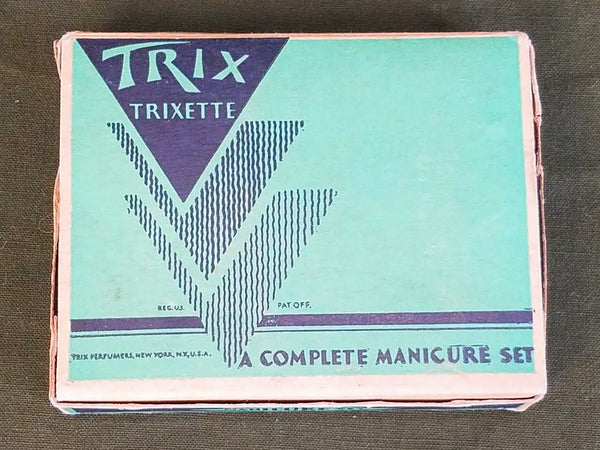 TRIX
TRIXETTE
REG. U.S. PAT. OFF.
TRIX PERFUMERS, NEW YORK, N.Y., U.S.A.
A COMPLETE MANICURE SET